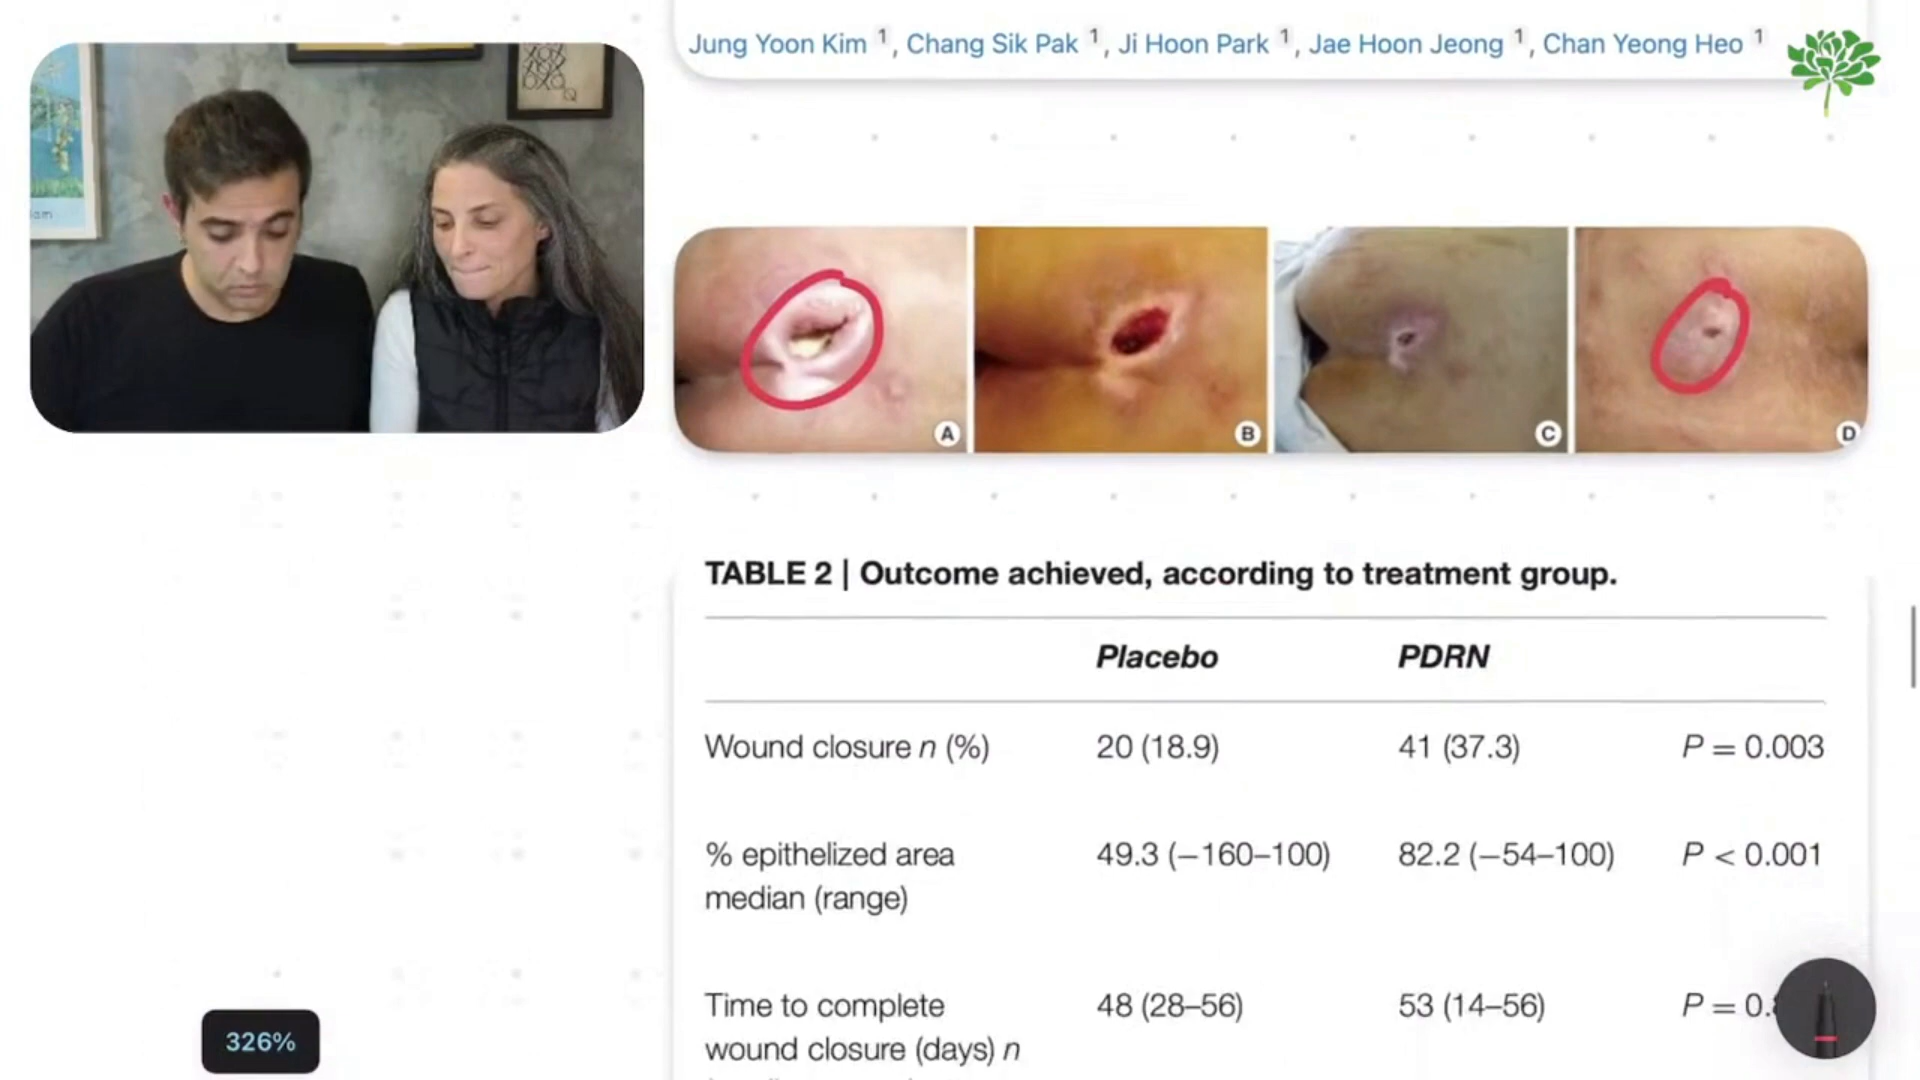 Jung Yoon Kim 1, Chang Sik Pak 1, Ji Hoon Park 1, Jae Hoon Jeong 1, Chan Yeong Heo 1
A
B
C
D
TABLE 2 | Outcome achieved, according to treatment group.
Placebo PDRN
Wound closure n (%) 20 (18.9) 41 (37.3) P = 0.003
% epithelized area 49.3 (−160–100) 82.2 (−54–100) P < 0.001
median (range)
Time to complete 48 (28–56) 53 (14–56) P = 0.
wound closure (days) n
326%